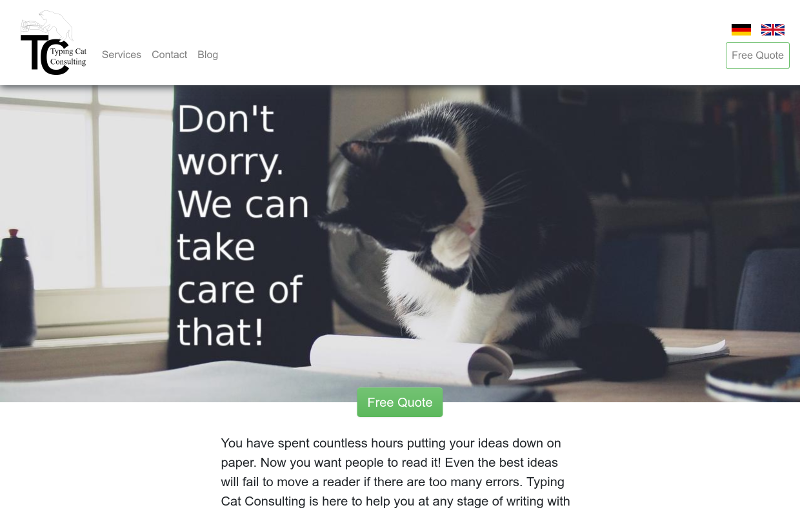 TC
Typing Cat
Consulting
Services Contact Blog
Free Quote
Don't
worry.
We can
take
care of
that!
Free Quote
You have spent countless hours putting your ideas down on
paper. Now you want people to read it! Even the best ideas
will fail to move a reader if there are too many errors. Typing
Cat Consulting is here to help you at any stage of writing with